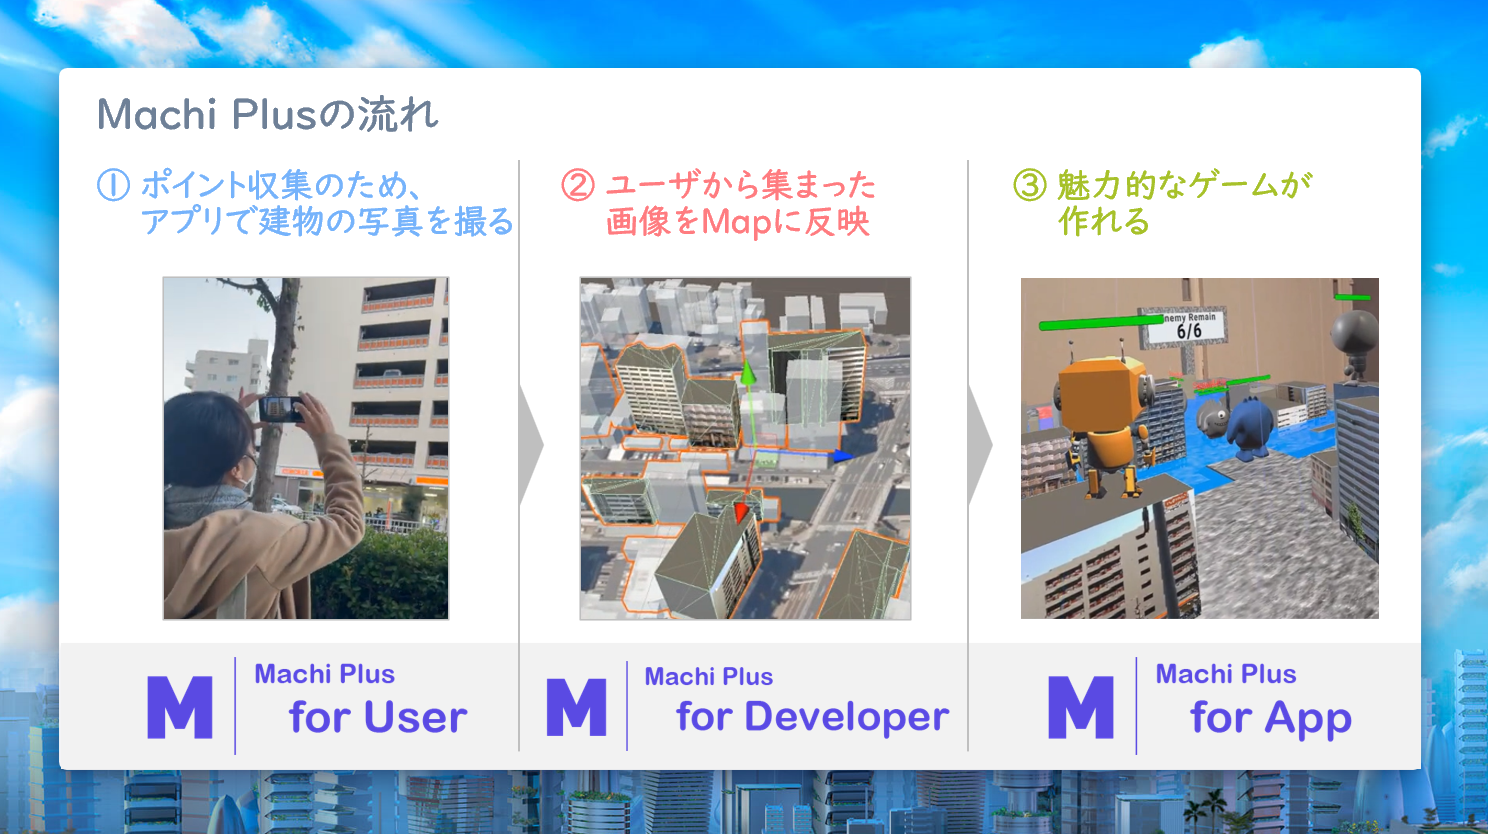 Machi Plusの流れ
① ポイント収集のため、
アプリで建物の写真を撮る
② ユーザから集まった
画像をMapに反映
③ 魅力的なゲームが
作れる
nemy Remain
6/6
M
Machi Plus
for User
M
Machi Plus
for Developer
M
Machi Plus
for App